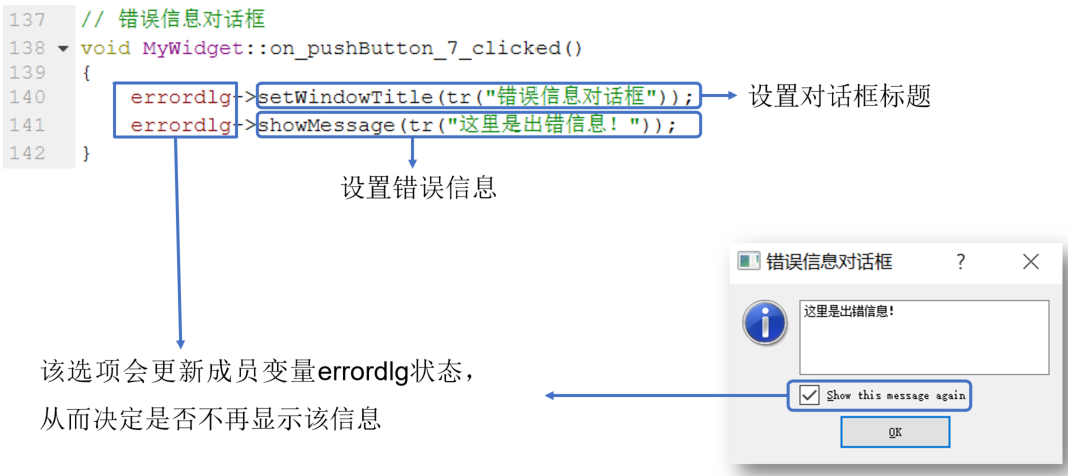 137 // 错误信息对话框
138 void MyWidget::on_pushButton_7_clicked()
139 {
140 errordlg->setWindowTitle(tr("错误信息对话框"));
设置对话框标题
141 errordlg->showMessage(tr("这里是出错信息！"));
142 }
设置错误信息
错误信息对话框 ?
这里是出错信息！
Show this message again
OK
该选项会更新成员变量errordlg状态，
从而决定是否不再显示该信息